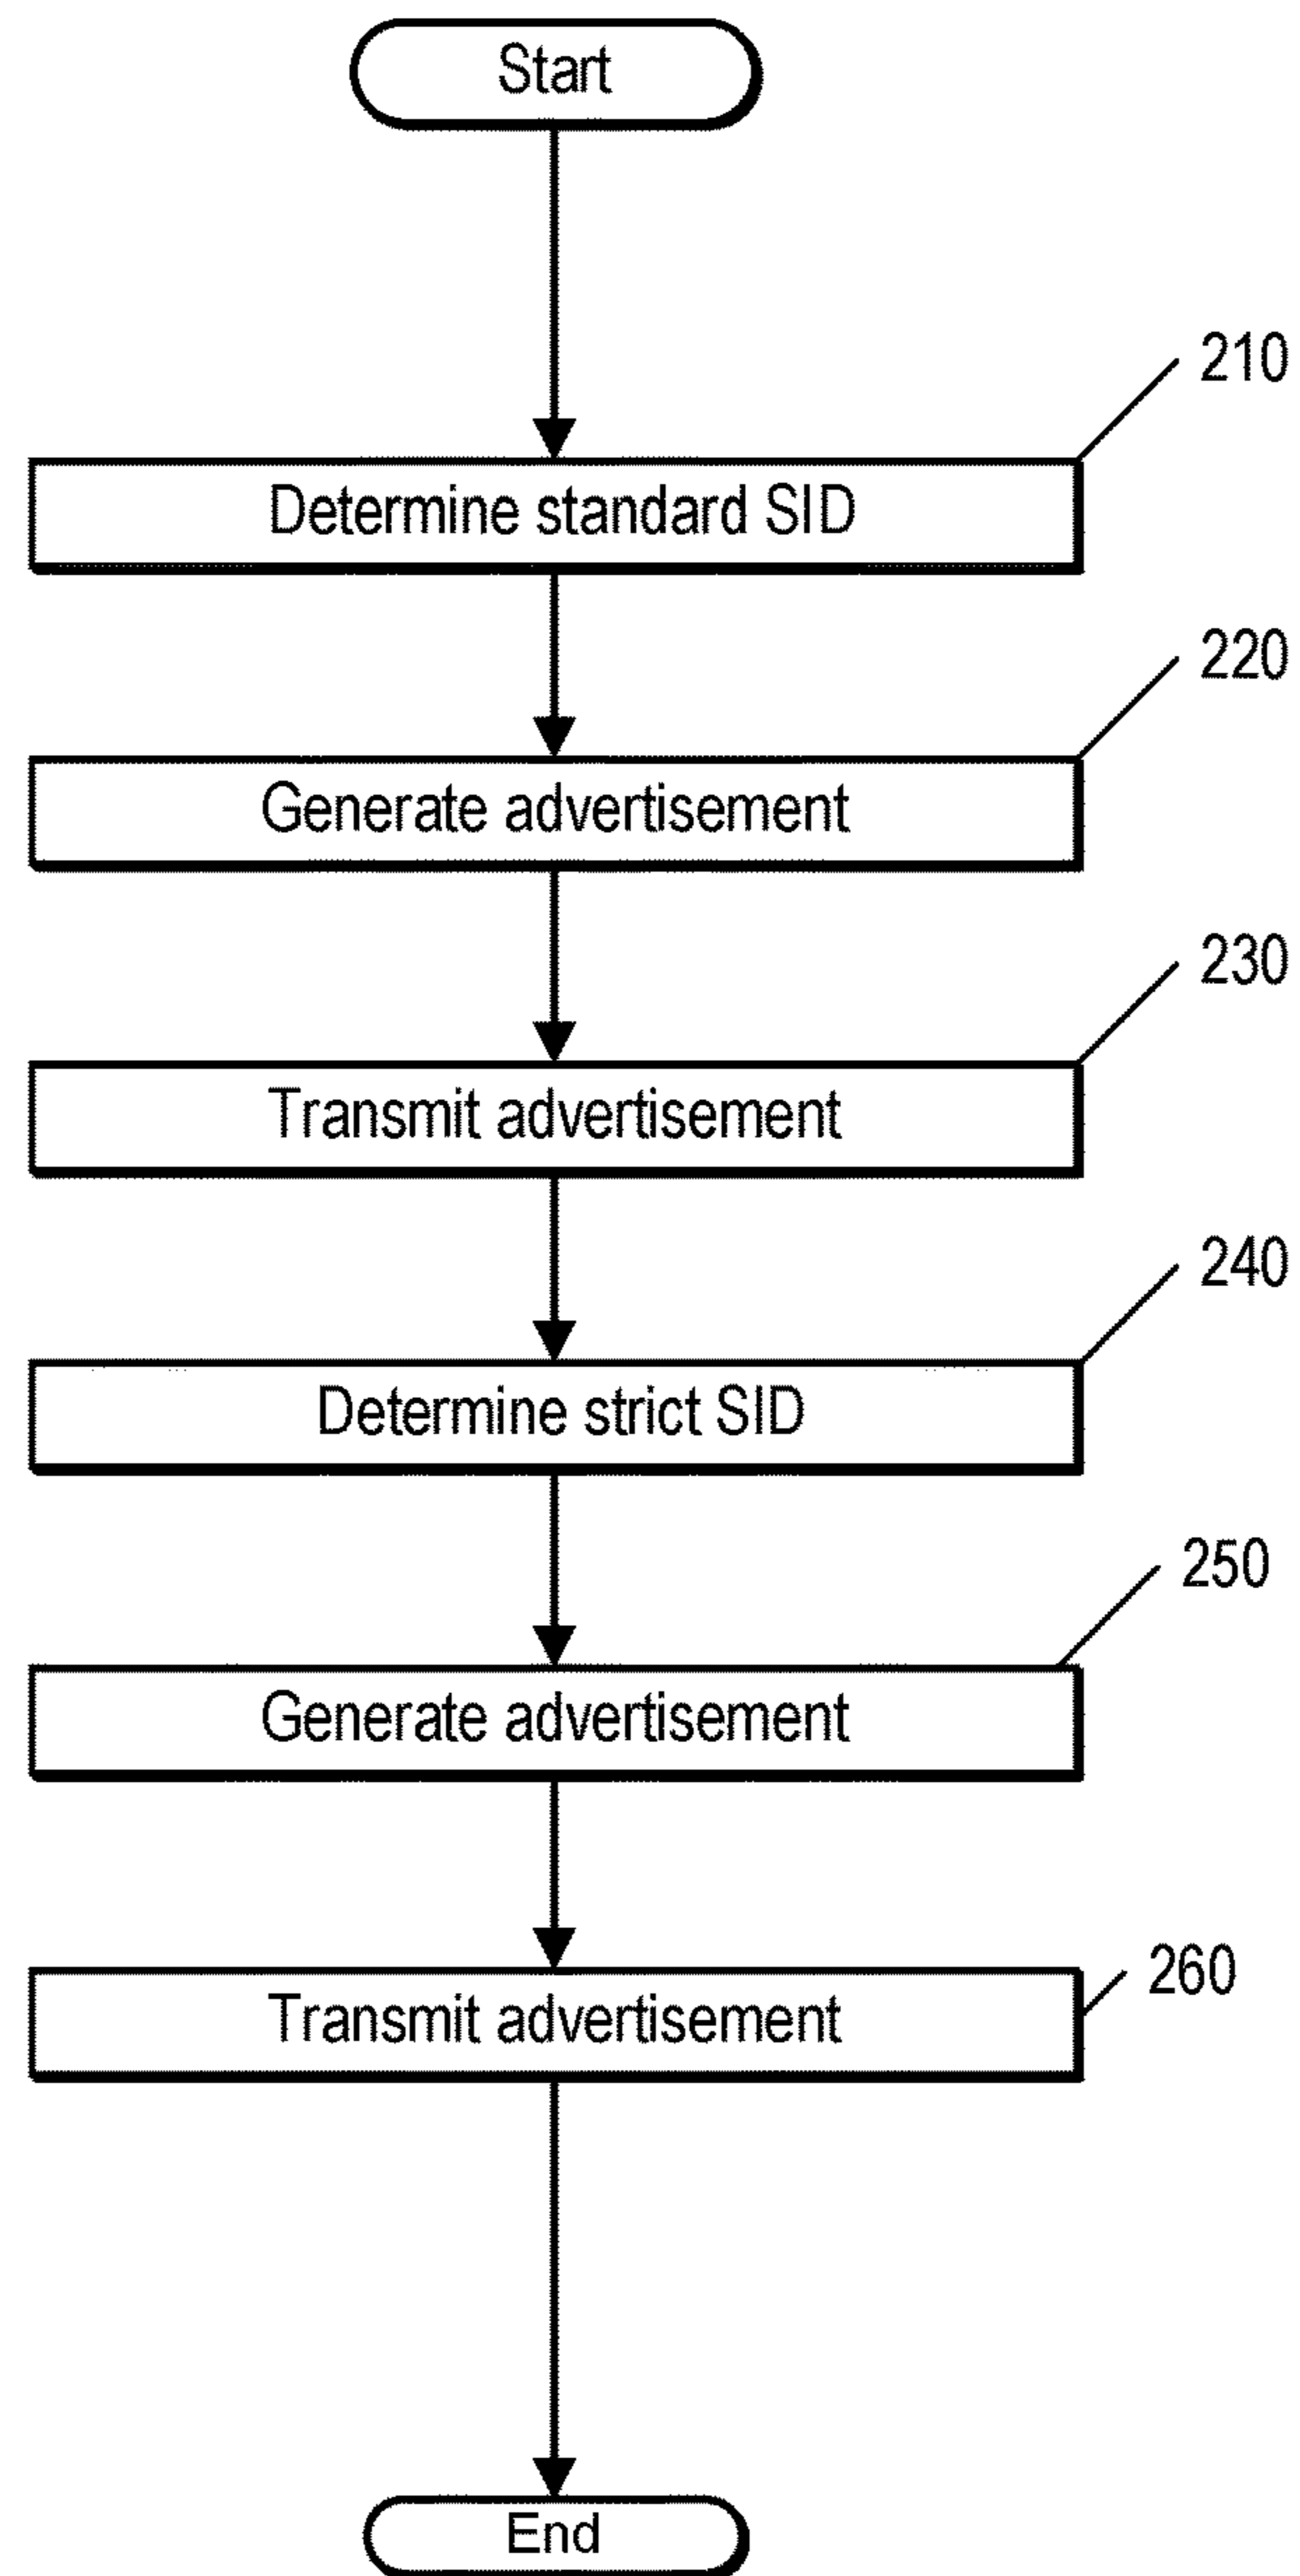 Start
210
Determine standard SID
220
Generate advertisement
230
Transmit advertisement
240
Determine strict SID
250
Generate advertisement
260
Transmit advertisement
End